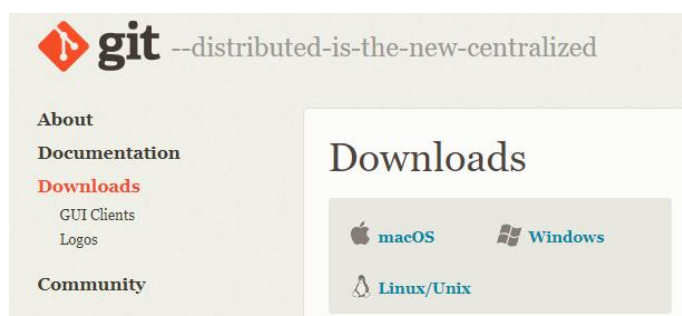 git --distributed-is-the-new-centralized
About
Documentation
Downloads
GUI Clients
Logos
Community
Downloads
macOS Windows
Linux/Unix